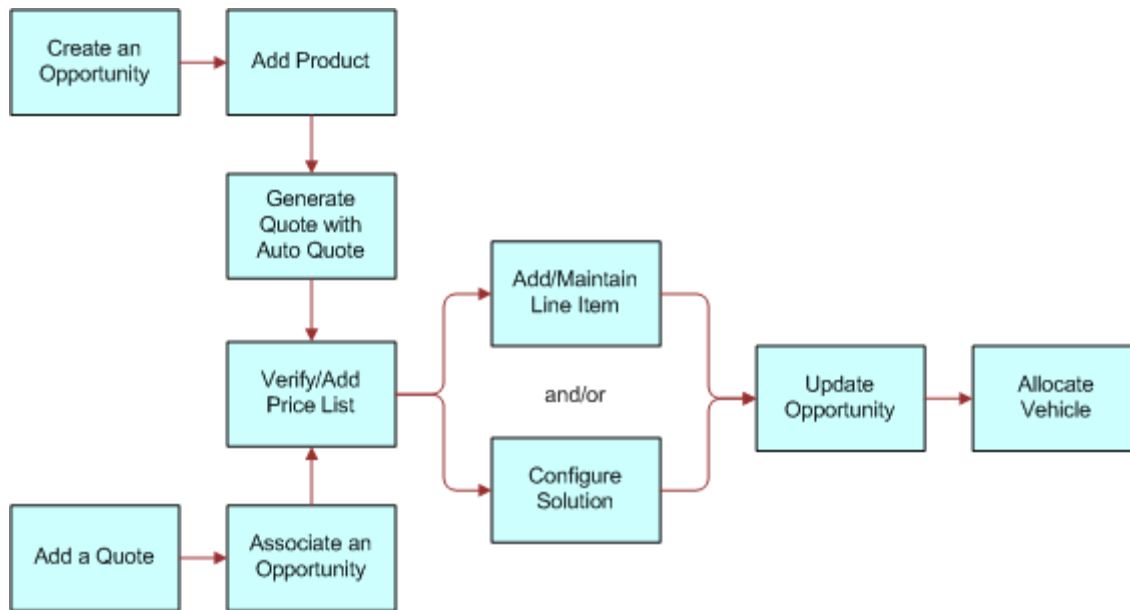 Create an
Opportunity
Add Product
Generate
Quote with
Auto Quote
Add/Maintain
Line Item
Verify/Add
Price List
and/or
Update
Opportunity
Allocate
Vehicle
Configure
Solution
Add a Quote
Associate an
Opportunity